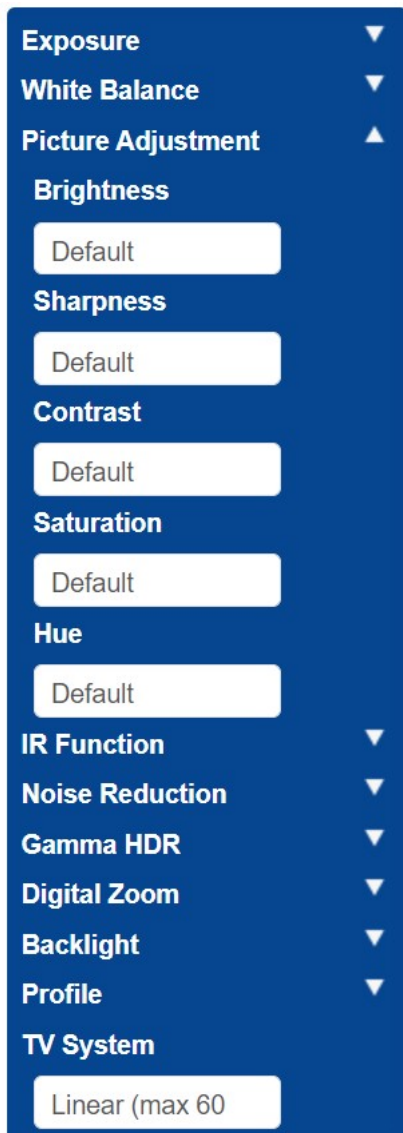 Exposure
White Balance
Picture Adjustment
Brightness
Default
Sharpness
Default
Contrast
Default
Saturation
Default
Hue
Default
IR Function
Noise Reduction
Gamma HDR
Digital Zoom
Backlight
Profile
TV System
Linear (max 60